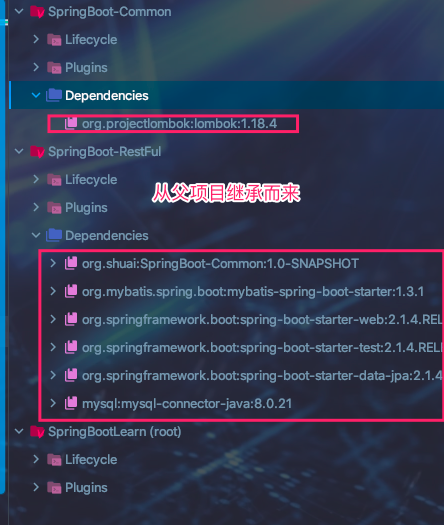 SpringBoot-Common
Lifecycle
Plugins
Dependencies
org.projectlombok:lombok:1.18.4
SpringBoot-RestFul
Lifecycle
从父项目继承而来
Plugins
Dependencies
org.shuai:SpringBoot-Common:1.0-SNAPSHOT
org.mybatis.spring.boot:mybatis-spring-boot-starter:1.3.1
org.springframework.boot:spring-boot-starter-web:2.1.4.REL
org.springframework.boot:spring-boot-starter-test:2.1.4.REL
org.springframework.boot:spring-boot-starter-data-jpa:2.1.4
mysql:mysql-connector-java:8.0.21
SpringBootLearn (root)
Lifecycle
Plugins